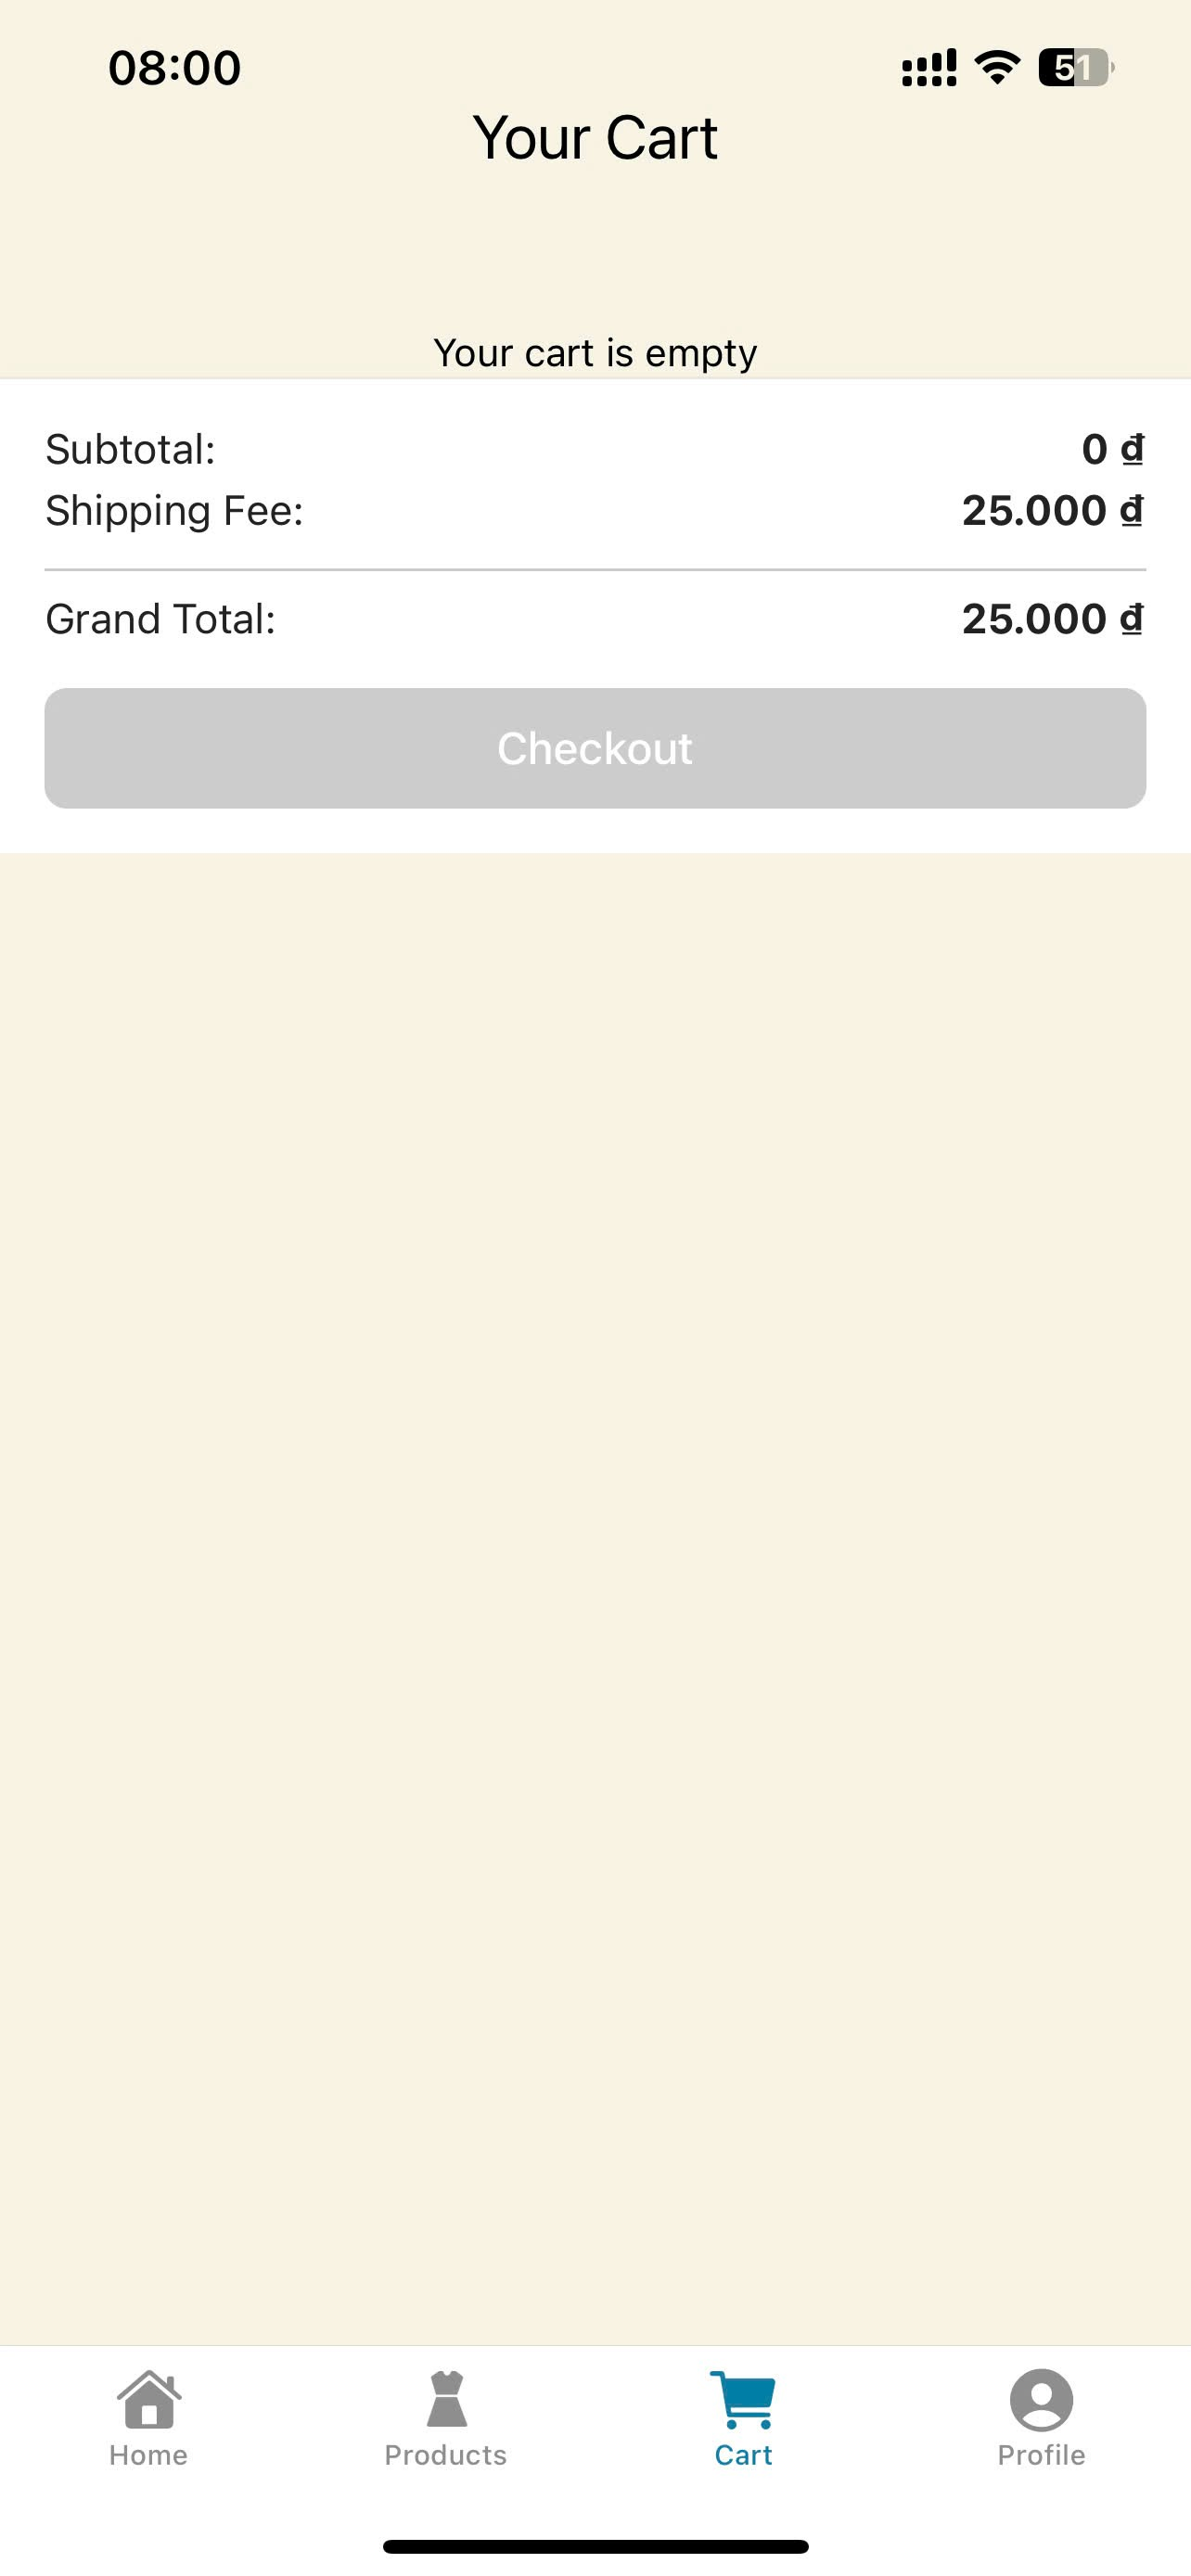 08:00
51
Your Cart
Your cart is empty
Subtotal: 0 ₫
Shipping Fee: 25.000 ₫
Grand Total: 25.000 ₫
Checkout
Home Products Cart Profile